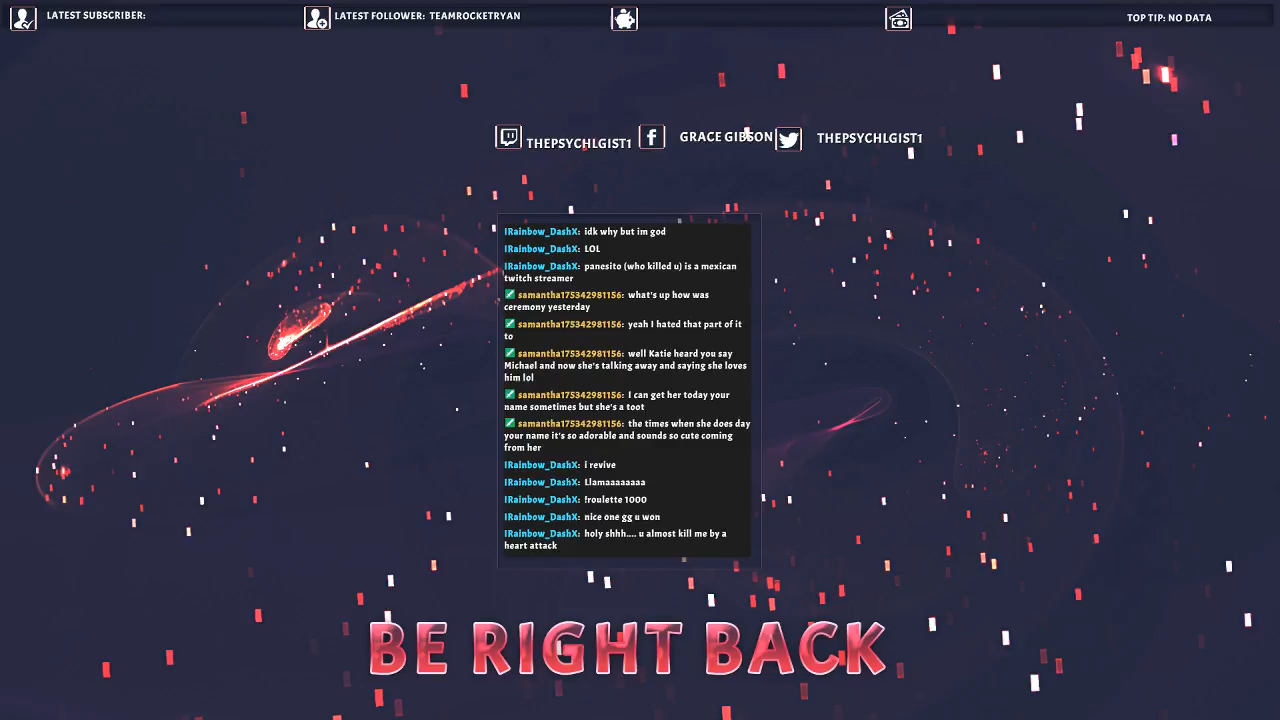 LATEST SUBSCRIBER:
LATEST FOLLOWER: TEAMROCKETRYAN
TOP TIP: NO DATA
THEPSYCHLGIST1
GRACE GIBSON
THEPSYCHLGIST1
IRainbow_DashX: idk why but im god
IRainbow_DashX: LOL
IRainbow_DashX: panesito (who killed u) is a mexican
twitch streamer
samantha175342981156: what's up how was
ceremony yesterday
samantha175342981156: yeah I hated that part of it
to
samantha175342981156: well Katie heard you say
Michael and now she's talking away and saying she loves
him lol
samantha175342981156: I can get her today your
name sometimes but she's a toot
samantha175342981156: the times when she does day
your name it's so adorable and sounds so cute coming
from her
IRainbow_DashX: i revive
IRainbow_DashX: Llamaaaaaaa
IRainbow_DashX: !roulette 1000
IRainbow_DashX: nice one gg u won
IRainbow_DashX: holy shhh.... u almost kill me by a
heart attack
BE RIGHT BACK